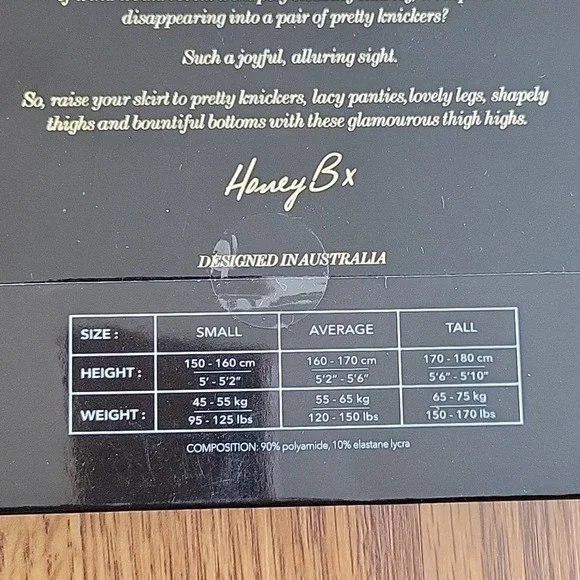 disappearing into a pair of pretty knickers?
Such a joyful, alluring sight.
So, raise your skirt to pretty knickers, lacy panties, lovely legs, shapely
thighs and bountiful bottoms with these glamourous thigh highs.
Honey B x
DESIGNED IN AUSTRALIA
SIZE : SMALL AVERAGE TALL
HEIGHT : 150 - 160 cm 160 - 170 cm 170 - 180 cm
5' - 5'2" 5'2" - 5'6" 5'6" - 5'10"
WEIGHT : 45 - 55 kg 55 - 65 kg 65 - 75 kg
95 - 125 lbs 120 - 150 lbs 150 - 170 lbs
COMPOSITION: 90% polyamide, 10% elastane lycra